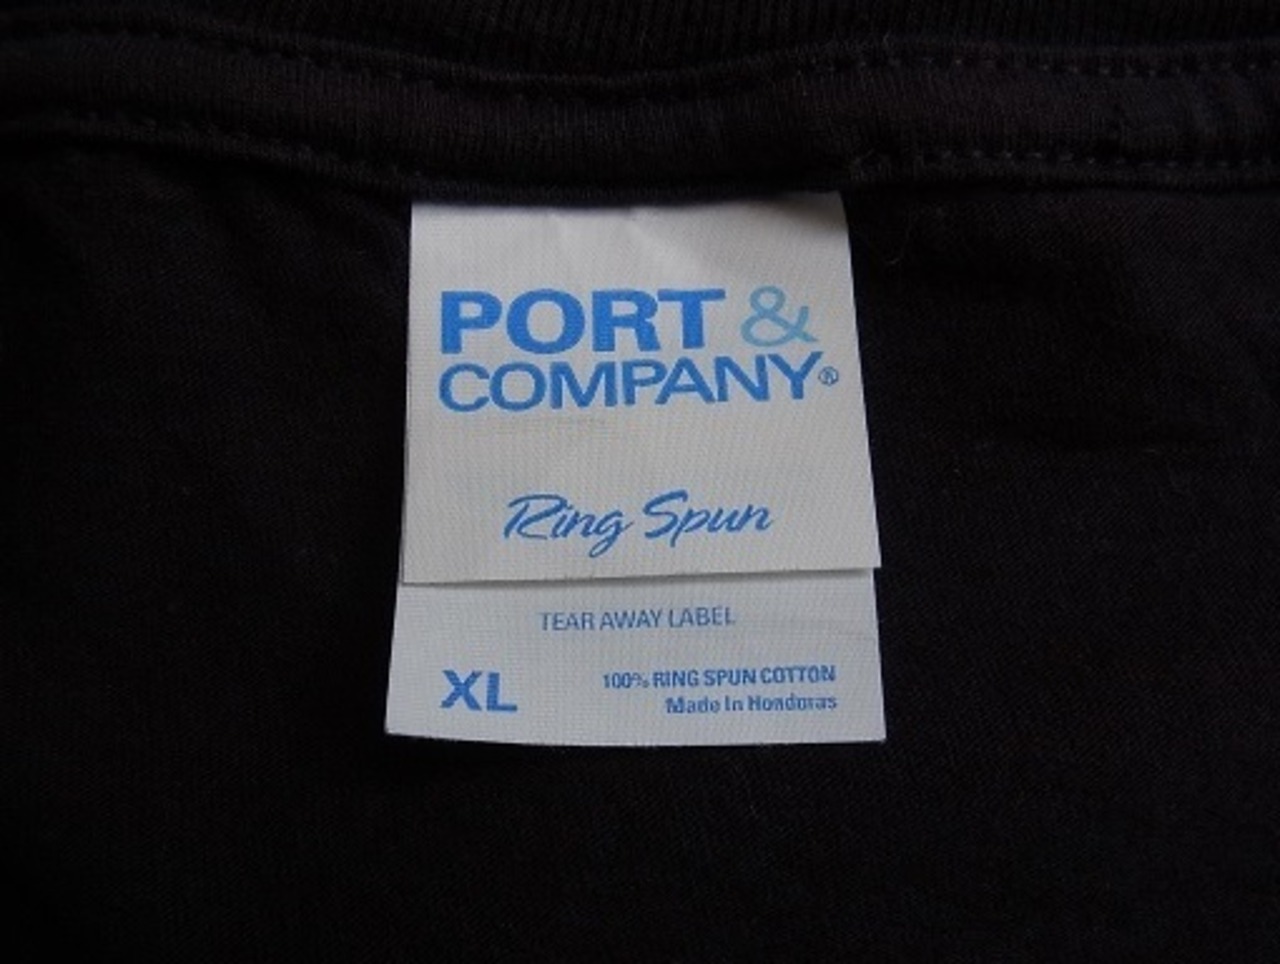 PORT &
COMPANY®
Ring Spun
TEAR AWAY LABEL
XL
100% RING SPUN COTTON
Made In Honduras